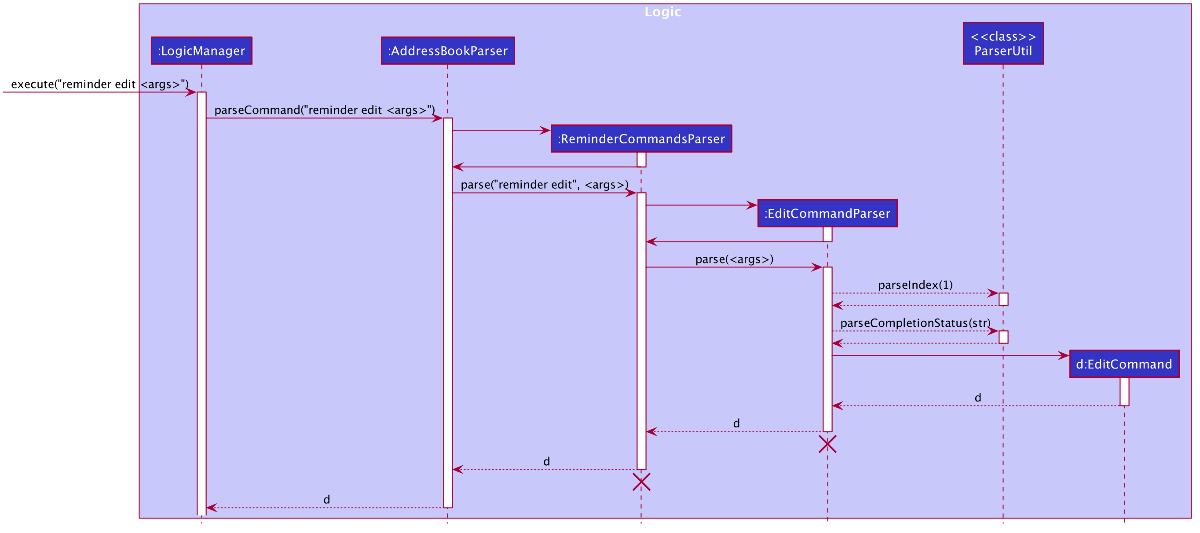 Logic
<<class>>
ParserUtil
:LogicManager
:AddressBookParser
execute("reminder edit <args>")
parseCommand("reminder edit <args>")
:ReminderCommandsParser
parse("reminder edit", <args>)
:EditCommandParser
parse(<args>)
parseIndex(1)
parseCompletionStatus(str)
d:EditCommand
d
d
d
d